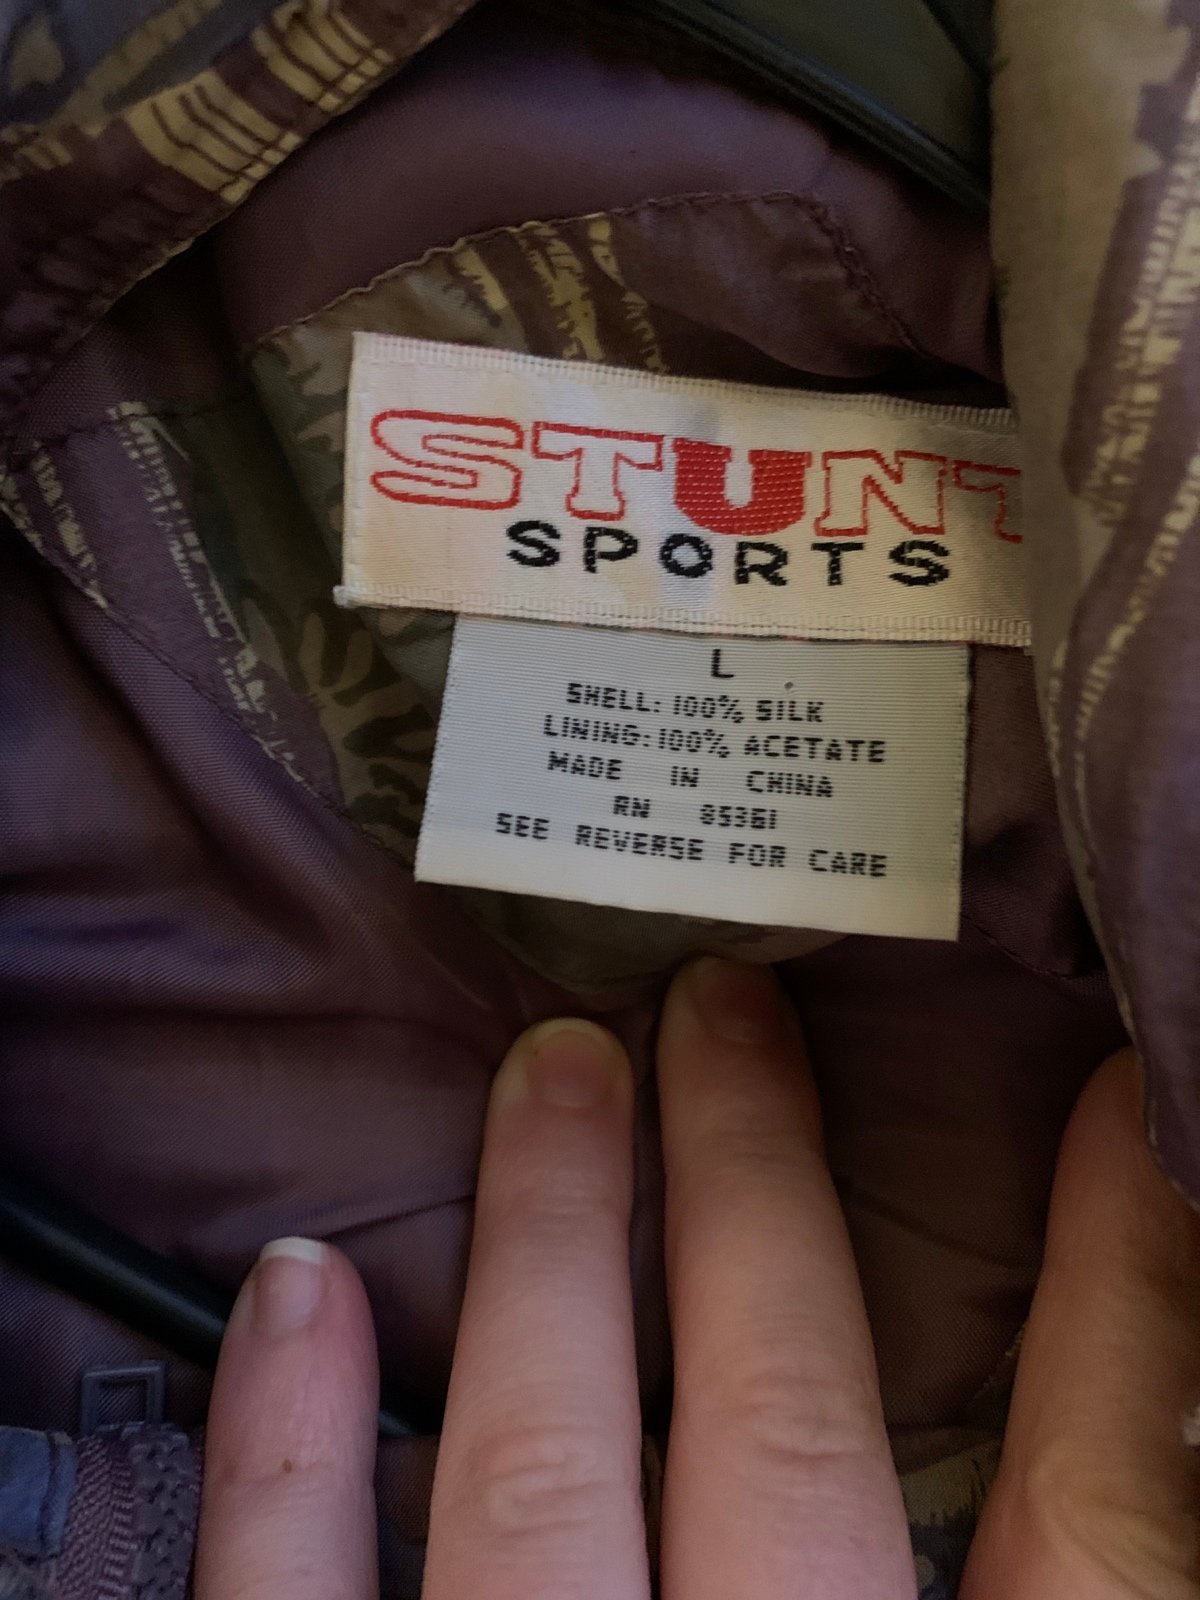 STUNT
SPORTS
L
SHELL: 100% SILK
LINING: 100% ACETATE
MADE IN CHINA
RN 85361
SEE REVERSE FOR CARE